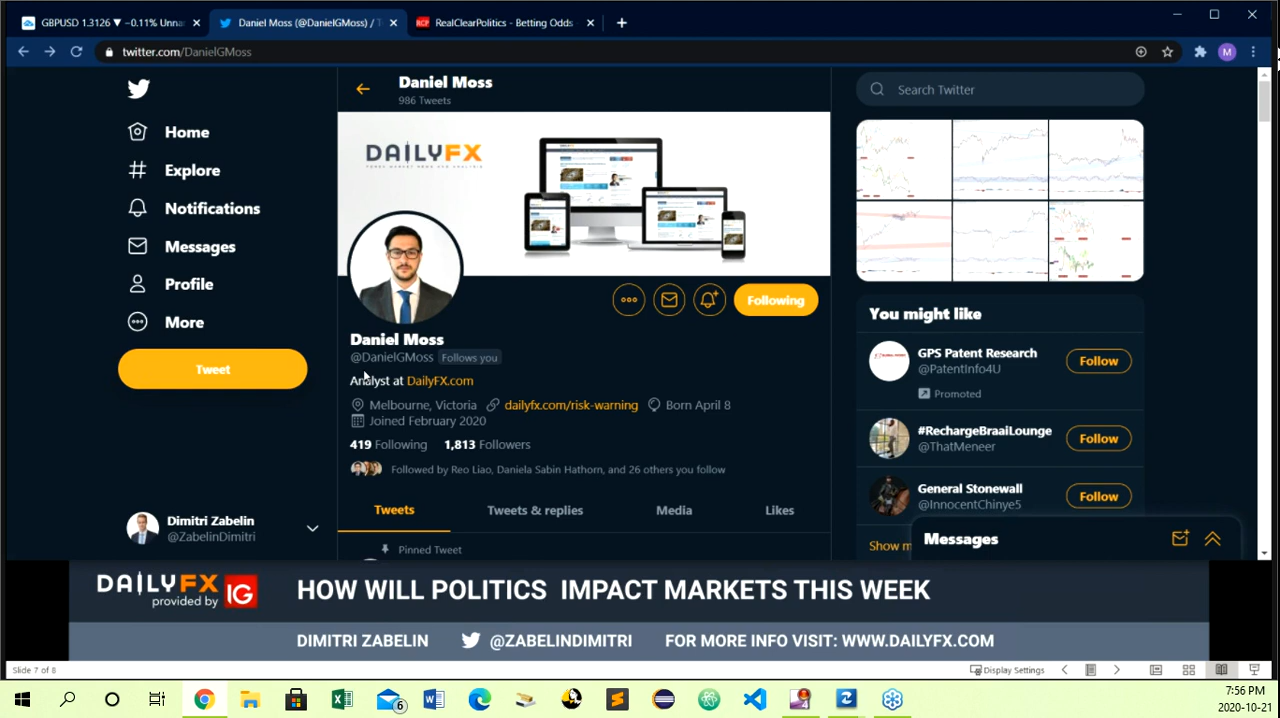 GBPUSD 1.3126 ▼ −0.11% Unna
Daniel Moss (@DanielGMoss) / T
RealClearPolitics - Betting Odds
twitter.com/DanielGMoss
M
Daniel Moss
986 Tweets
Search Twitter
Home
Explore
Notifications
Messages
Profile
More
Tweet
DAILYFX
Following
Daniel Moss
@DanielGMoss Follows you
Analyst at DailyFX.com
Melbourne, Victoria dailyfx.com/risk-warning Born April 8
Joined February 2020
419 Following 1,813 Followers
Followed by Reo Liao, Daniela Sabin Hathorn, and 26 others you follow
Tweets Tweets & replies Media Likes
Pinned Tweet
You might like
GPS Patent Research
@PatentInfo4U
Follow
Promoted
#RechargeBraaiLounge
@ThatMeneer
Follow
General Stonewall
@InnocentChinye5
Follow
Show m
Messages
Dimitri Zabelin
@ZabelinDimitri
DAILYFX
provided by IG
HOW WILL POLITICS IMPACT MARKETS THIS WEEK
DIMITRI ZABELIN @ZABELINDIMITRI FOR MORE INFO VISIT: WWW.DAILYFX.COM
Slide 7 of 8
Display Settings
6
7:56 PM
2020-10-21